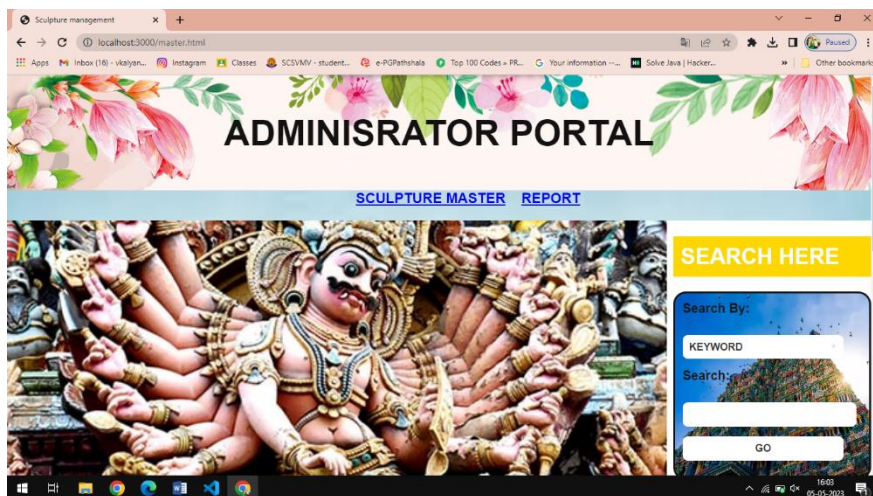 Sculpture management
localhost:3000/master.html
Paused
Apps Inbox (16) - vkalyan... Instagram Classes SCSVMV - student... e-PGPathshala Top 100 Codes » PR... Your information --... Solve Java | Hacker... » Other bookmarks
ADMINISRATOR PORTAL
SCULPTURE MASTER REPORT
SEARCH HERE
Search By:
KEYWORD
Search:
GO
16:03
05-05-2023